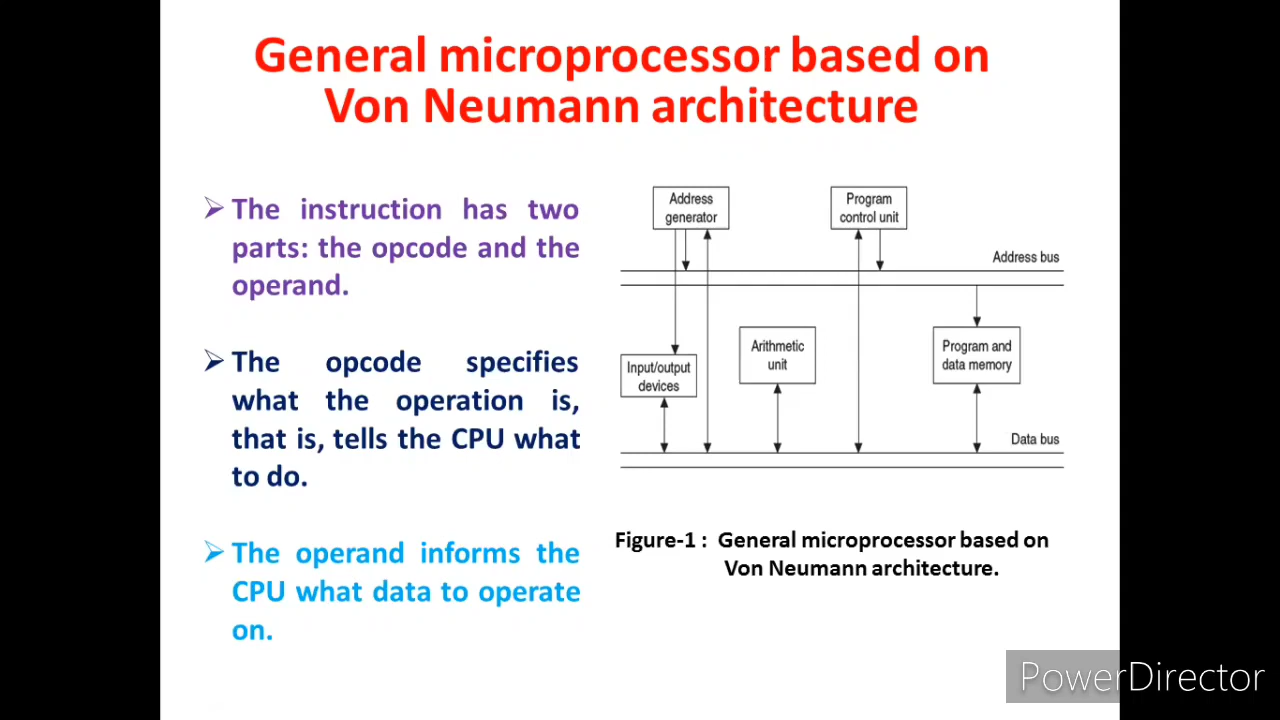 General microprocessor based on
Von Neumann architecture
The instruction has two
parts: the opcode and the
operand.
The opcode specifies
what the operation is,
that is, tells the CPU what
to do.
The operand informs the
CPU what data to operate
on.
Address
generator
Program
control unit
Address bus
Input/output
devices
Arithmetic
unit
Program and
data memory
Data bus
Figure-1 : General microprocessor based on
Von Neumann architecture.
PowerDirector